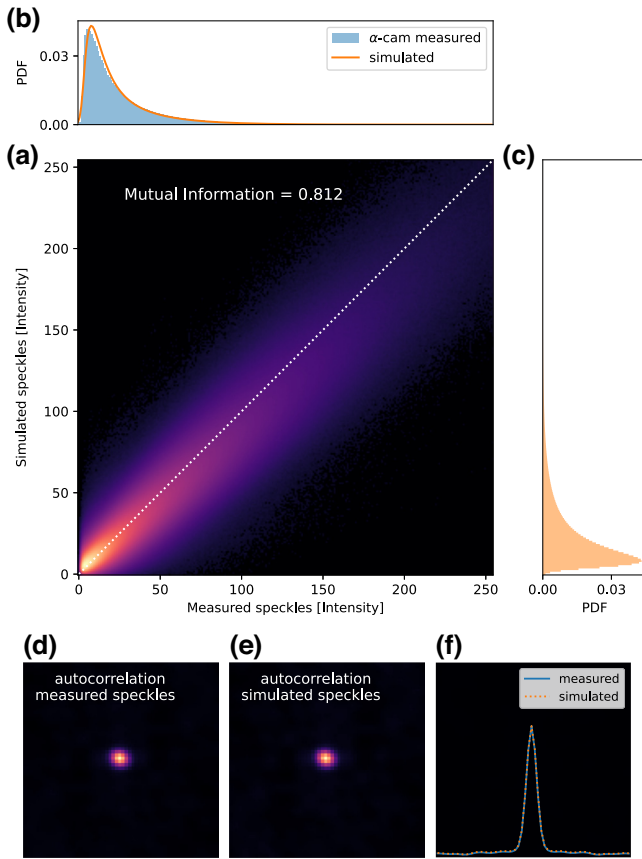 (b)
PDF
0.03
0.00
α-cam measured
simulated
(a)
Mutual Information = 0.812
Simulated speckles [Intensity]
250
200
150
100
50
0
0 50 100 150 200 250
Measured speckles [Intensity]
(c)
0.00 0.03
PDF
(d)
autocorrelation
measured speckles
(e)
autocorrelation
simulated speckles
(f)
measured
simulated